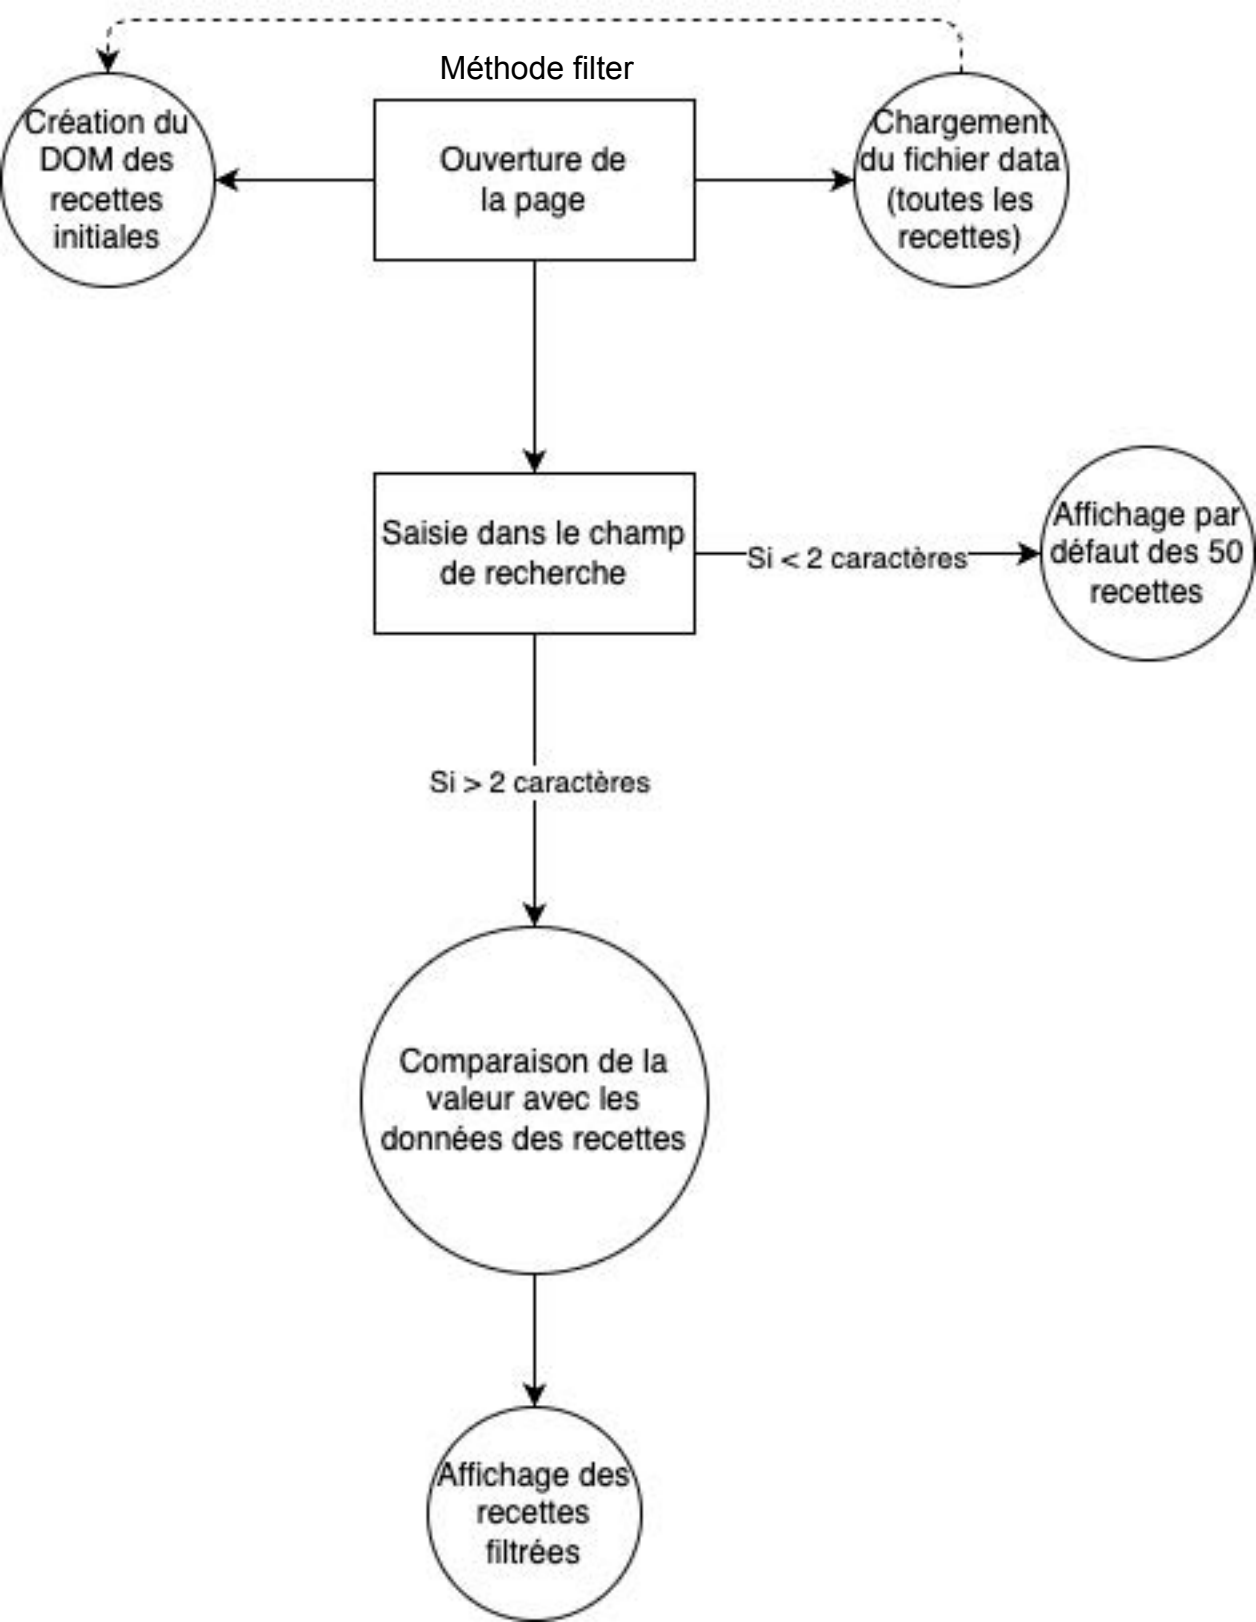 Méthode filter
Création du
DOM des
recettes
initiales
Ouverture de
la page
Chargement
du fichier data
(toutes les
recettes)
Saisie dans le champ
de recherche
Si < 2 caractères
Affichage par
défaut des 50
recettes
Si > 2 caractères
Comparaison de la
valeur avec les
données des recettes
Affichage des
recettes
filtrées